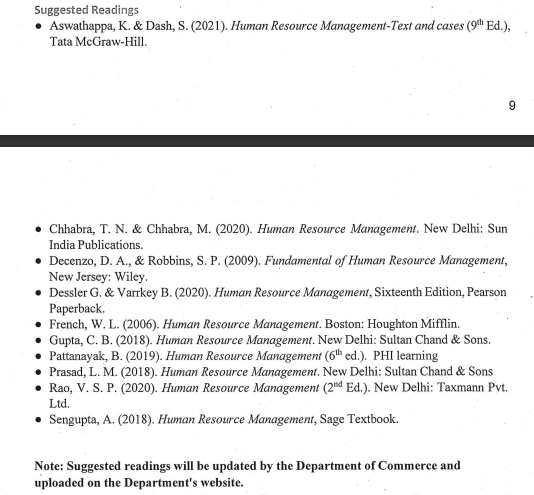 Suggested Readings
• Aswathappa, K. & Dash, S. (2021). Human Resource Management-Text and cases (9th Ed.),
Tata McGraw-Hill.
9
• Chhabra, T. N. & Chhabra, M. (2020). Human Resource Management. New Delhi: Sun
India Publications.
• Decenzo, D. A., & Robbins, S. P. (2009). Fundamental of Human Resource Management,
New Jersey: Wiley.
• Dessler G. & Varrkey B. (2020). Human Resource Management, Sixteenth Edition, Pearson
Paperback.
• French, W. L. (2006). Human Resource Management. Boston: Houghton Mifflin.
• Gupta, C. B. (2018). Human Resource Management. New Delhi: Sultan Chand & Sons.
• Pattanayak, B. (2019). Human Resource Management (6th ed.). PHI learning
• Prasad, L. M. (2018). Human Resource Management. New Delhi: Sultan Chand & Sons
• Rao, V. S. P. (2020). Human Resource Management (2nd Ed.). New Delhi: Taxmann Pvt.
Ltd.
• Sengupta, A. (2018). Human Resource Management, Sage Textbook.
Note: Suggested readings will be updated by the Department of Commerce and
uploaded on the Department's website.